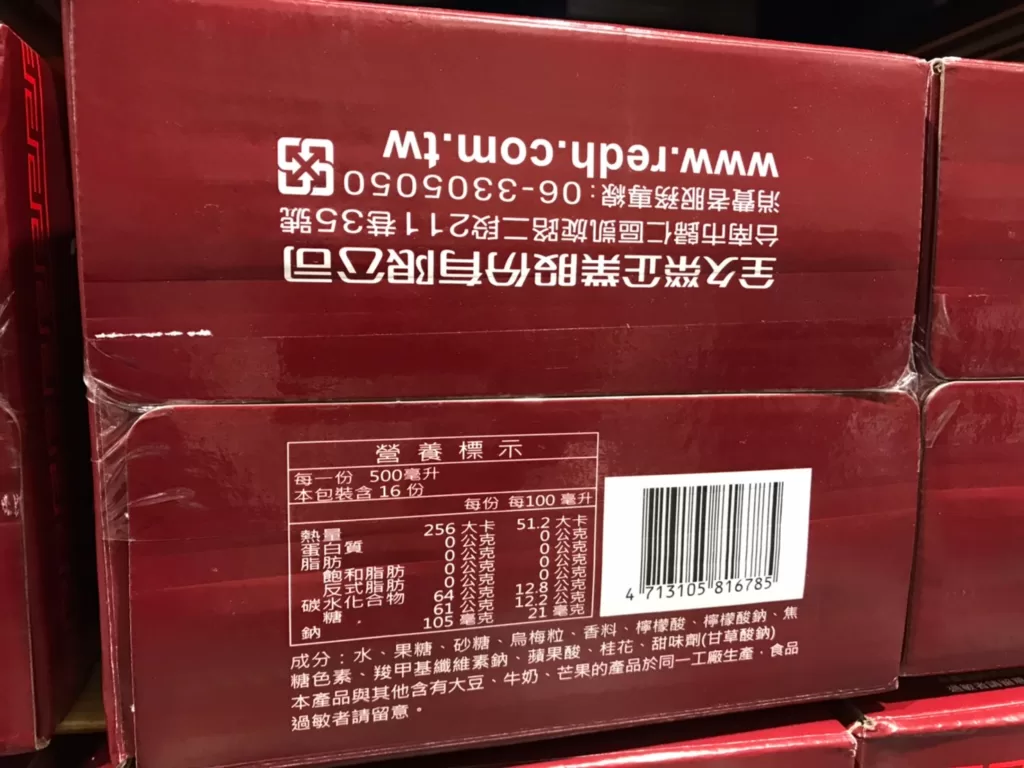 全久榮企業股份有限公司
台南市歸仁區凱旋路二段211巷35號
消費者服務專線:06-3305050
www.redh.com.tw
營養標示
每一份 500毫升
本包裝含 16 份
每份 每100 毫升
熱量 256 大卡 51.2 大卡
蛋白質 0 公克 0 公克
脂肪 0 公克 0 公克
飽和脂肪 0 公克 0 公克
反式脂肪 0 公克 0 公克
碳水化合物 64 公克 12.8 公克
糖 61 公克 12.2 公克
鈉 105 毫克 21 毫克
4 713105 816785
成分:水、果糖、砂糖、烏梅粒、香料、檸檬酸、檸檬酸鈉、焦
糖色素、羧甲基纖維素鈉、蘋果酸、桂花、甜味劑(甘草酸鈉)
本產品與其他含有大豆、牛奶、芒果的產品於同一工廠生產,食品
過敏者請留意。